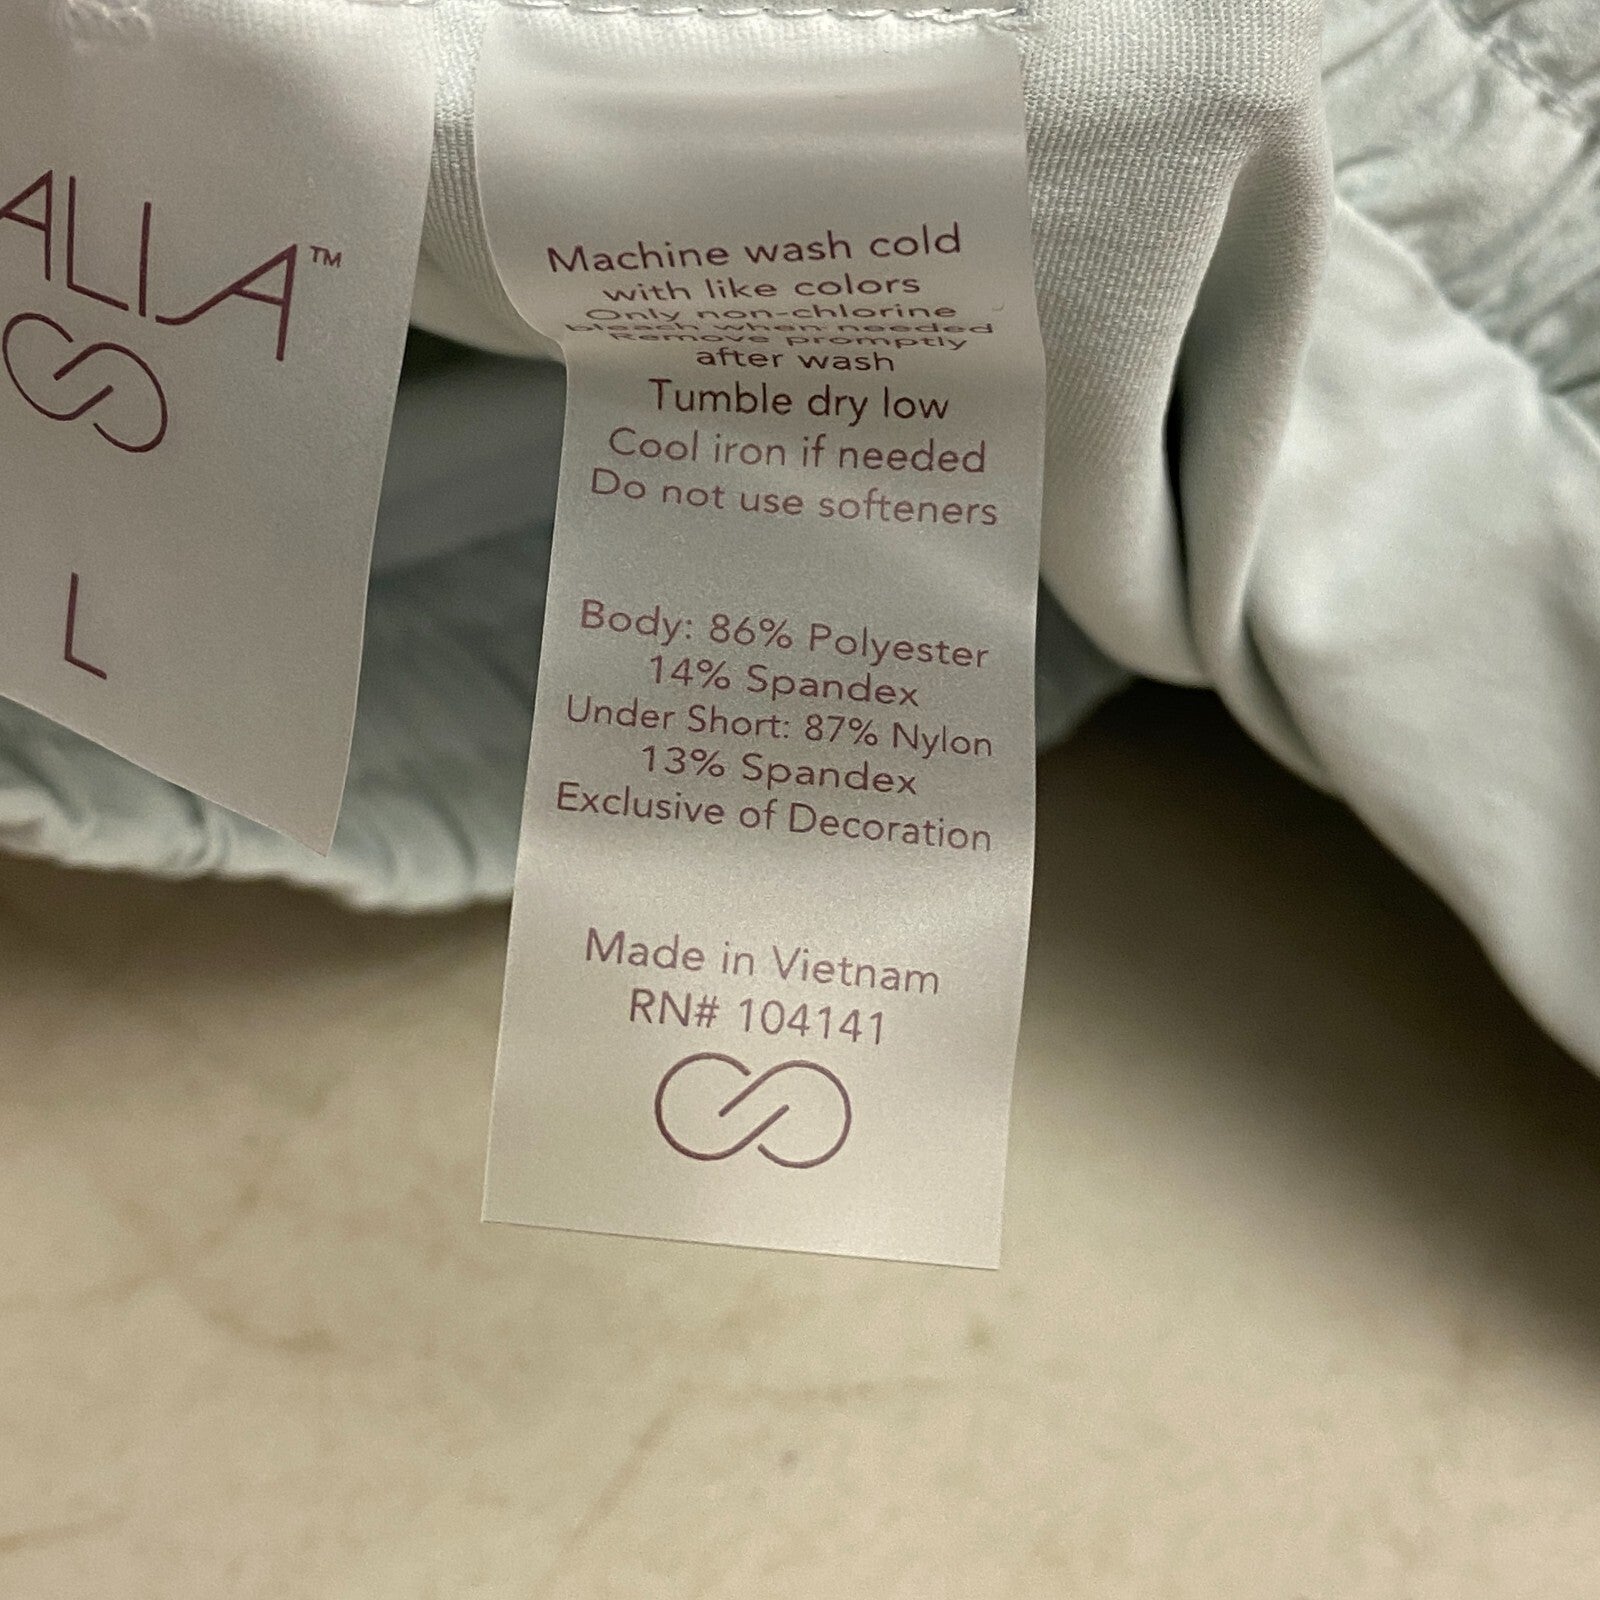 ALIA™
L
Machine wash cold
with like colors
Only non-chlorine
bleach when needed
Remove promptly
after wash
Tumble dry low
Cool iron if needed
Do not use softeners
Body: 86% Polyester
14% Spandex
Under Short: 87% Nylon
13% Spandex
Exclusive of Decoration
Made in Vietnam
RN# 104141